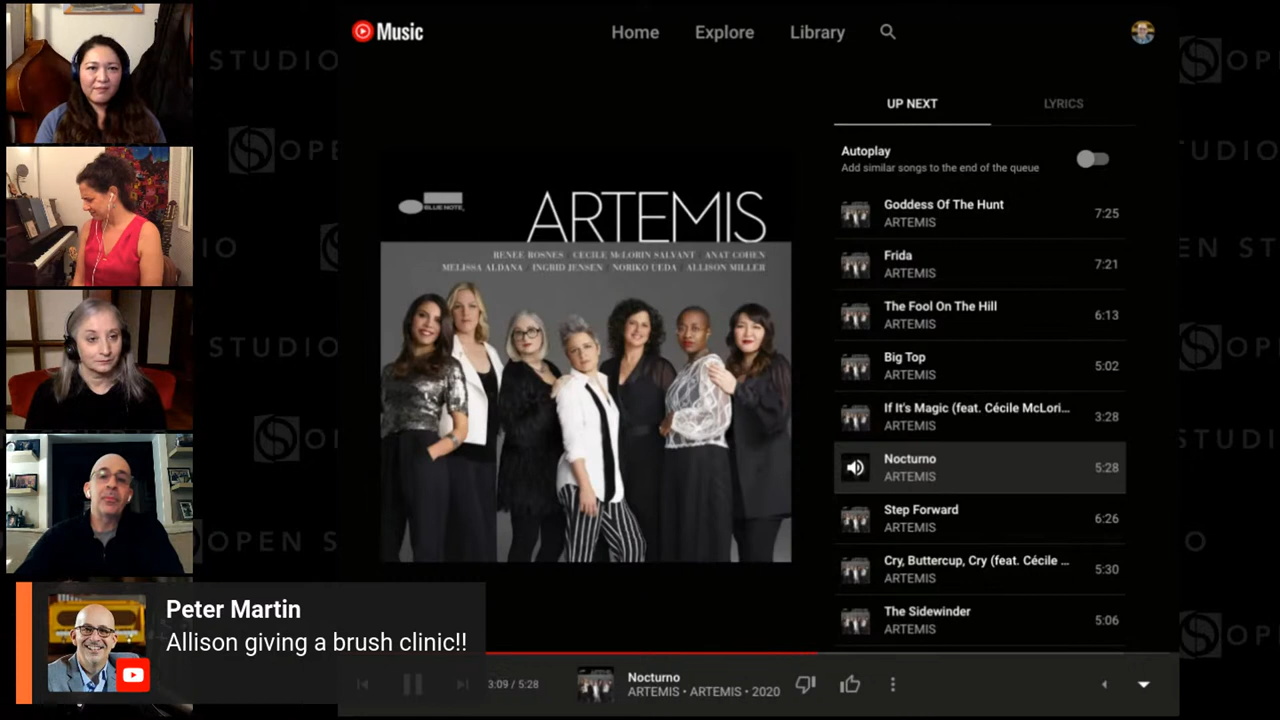 STUDIO
OPEN
OPEN STUDIO
Music
Home
Explore
Library
UP NEXT
LYRICS
Autoplay
Add similar songs to the end of the queue
BLUE NOTE
ARTEMIS
RENEE ROSNES / CECILE McLORIN SALVANT / ANAT COHEN
MELISSA ALDANA / INGRID JENSEN / NORIKO UEDA / ALLISON MILLER
Goddess Of The Hunt
ARTEMIS
7:25
Frida
ARTEMIS
7:21
The Fool On The Hill
ARTEMIS
6:13
Big Top
ARTEMIS
5:02
If It's Magic (feat. Cécile McLori...
ARTEMIS
3:28
Nocturno
ARTEMIS
5:28
Step Forward
ARTEMIS
6:26
Cry, Buttercup, Cry (feat. Cécile ...
ARTEMIS
5:30
The Sidewinder
ARTEMIS
5:06
Peter Martin
Allison giving a brush clinic!!
3:09 / 5:28
Nocturno
ARTEMIS • ARTEMIS • 2020